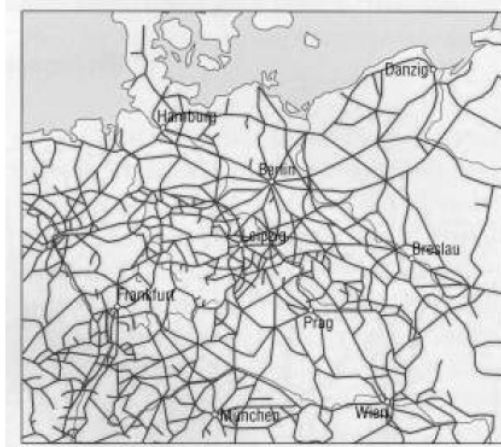 Danzig
Hamburg
Berlin
Leipzig
Breslau
Frankfurt
Prag
München
Wien